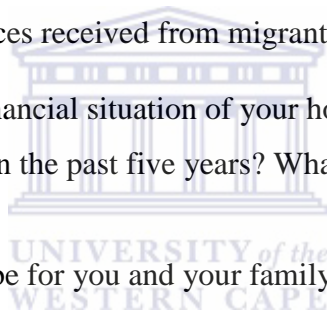 ces received from migrant
nancial situation of your ho
n the past five years? Wha
UNIVERSITY of the
be for you and your family
WESTERN CAPE